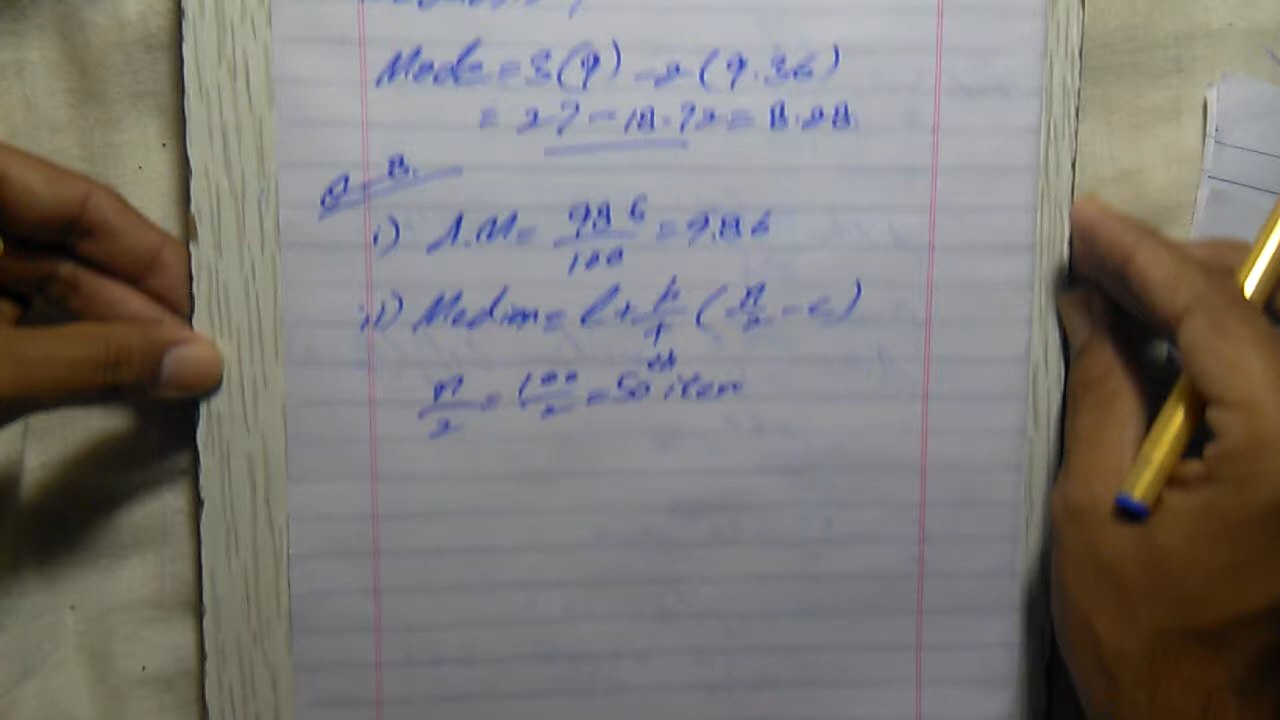 Mode = 3(9) - 2(9.36)
= 27 - 18.72 = 8.28
Q 8.
i) A.M = 986/100 = 9.86
ii) Median = l + h/f (n/2 - c)
n/2 = 100/2 = 50th item